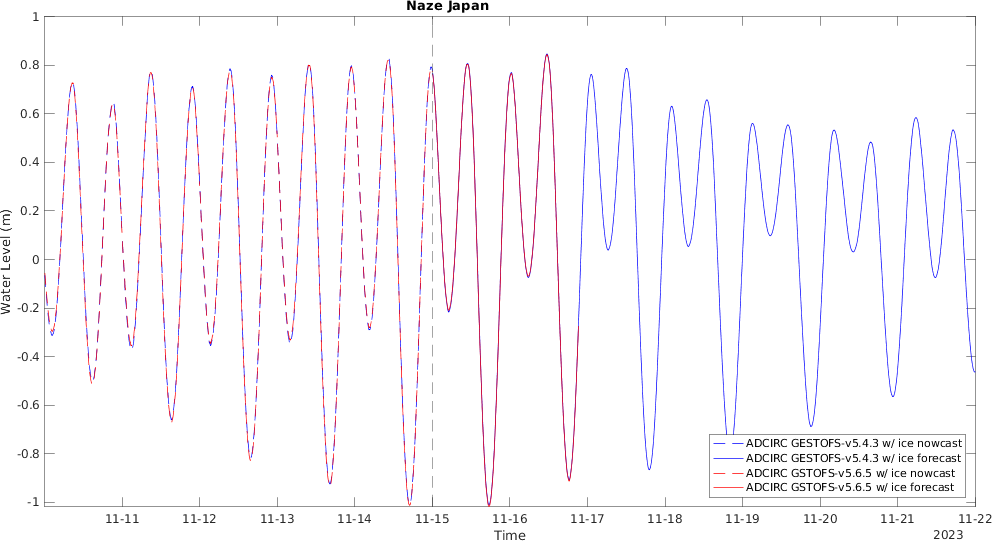 Naze Japan
1
0.8
0.6
0.4
0.2
0
-0.2
-0.4
-0.6
-0.8
-1
Water Level (m)
ADCIRC GESTOFS-v5.4.3 w/ ice nowcast
ADCIRC GESTOFS-v5.4.3 w/ ice forecast
ADCIRC GSTOFS-v5.6.5 w/ ice nowcast
ADCIRC GSTOFS-v5.6.5 w/ ice forecast
11-11 11-12 11-13 11-14 11-15 11-16 11-17 11-18 11-19 11-20 11-21 11-22
Time
2023